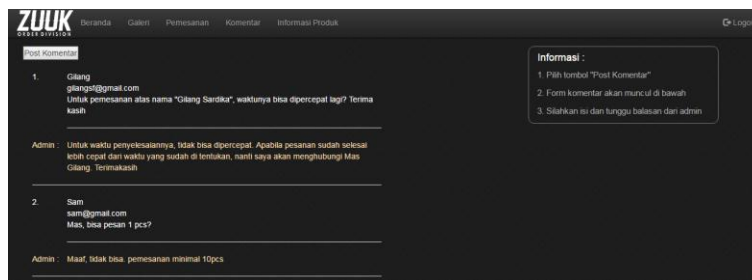 ZUUK
ORDER DIVISION
Beranda Galeri Pemesanan Komentar Informasi Produk
Logo
Post Komentar
1. Gilang
gilangsf@gmail.com
Untuk pemesanan atas nama "Gilang Sardika", waktunya bisa dipercepat lagi? Terima
kasih
Admin : Untuk waktu penyelesaiannya, tidak bisa dipercepat. Apabila pesanan sudah selesai
lebih cepat dari waktu yang sudah di tentukan, nanti saya akan menghubungi Mas
Gilang. Terimakasih
2. Sam
sam@gmail.com
Mas, bisa pesan 1 pcs?
Admin : Maaf, tidak bisa. pemesanan minimal 10pcs
Informasi :
1. Pilih tombol "Post Komentar"
2. Form komentar akan muncul di bawah
3. Silahkan isi dan tunggu balasan dari admin